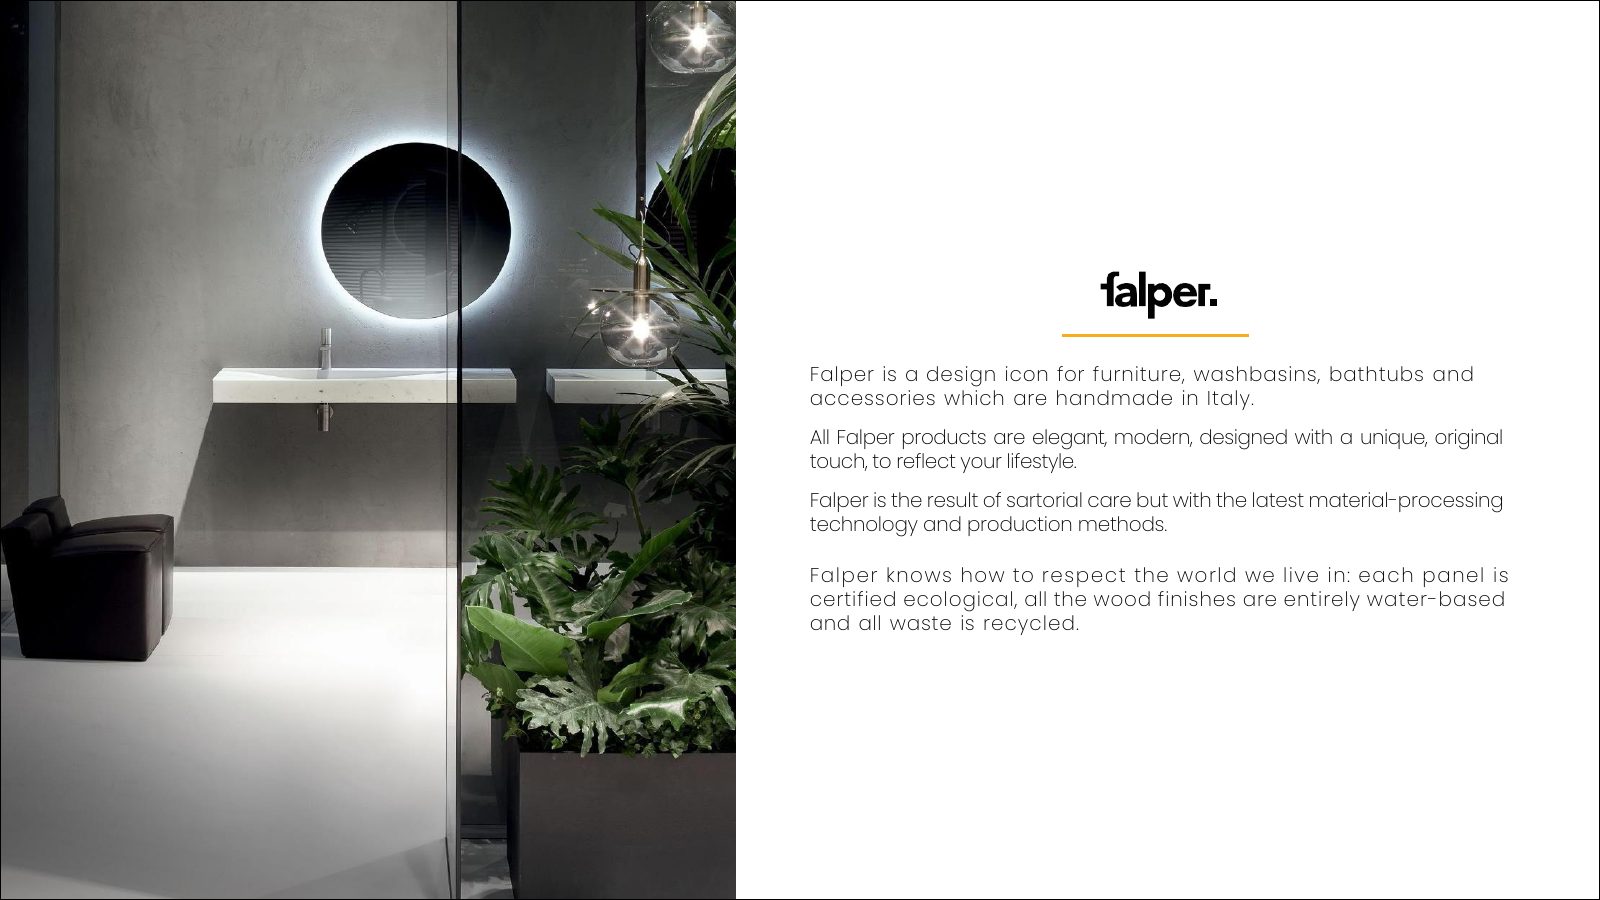 falper.
Falper is a design icon for furniture, washbasins, bathtubs and
accessories which are handmade in Italy.
All Falper products are elegant, modern, designed with a unique, original
touch, to reflect your lifestyle.
Falper is the result of sartorial care but with the latest material-processing
technology and production methods.
Falper knows how to respect the world we live in: each panel is
certified ecological, all the wood finishes are entirely water-based
and all waste is recycled.